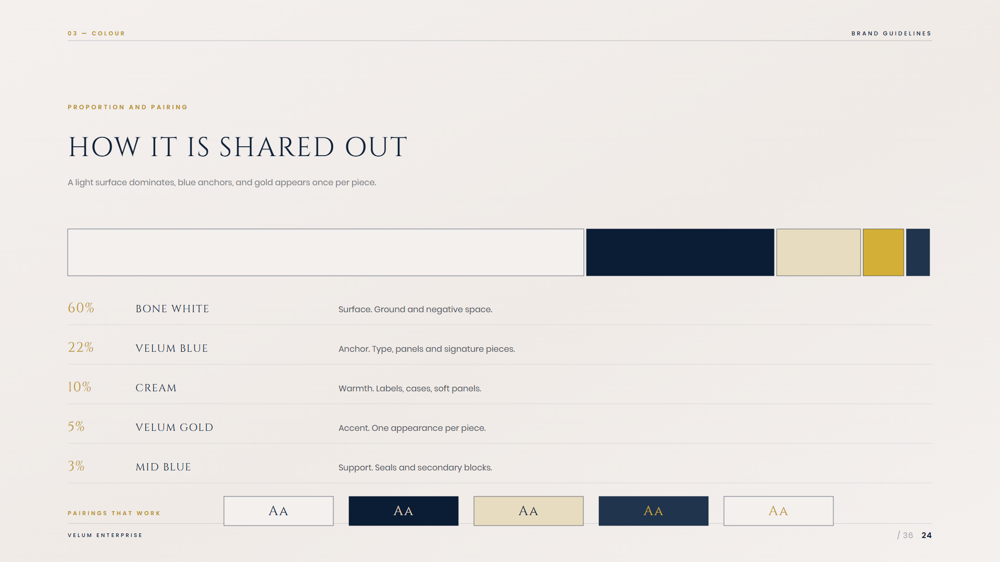 03 — COLOUR
BRAND GUIDELINES
PROPORTION AND PAIRING
HOW IT IS SHARED OUT
A light surface dominates, blue anchors, and gold appears once per piece.
60% BONE WHITE Surface. Ground and negative space.
22% VELUM BLUE Anchor. Type, panels and signature pieces.
10% CREAM Warmth. Labels, cases, soft panels.
5% VELUM GOLD Accent. One appearance per piece.
3% MID BLUE Support. Seals and secondary blocks.
PAIRINGS THAT WORK Aa Aa Aa Aa Aa
VELUM ENTERPRISE / 36 24